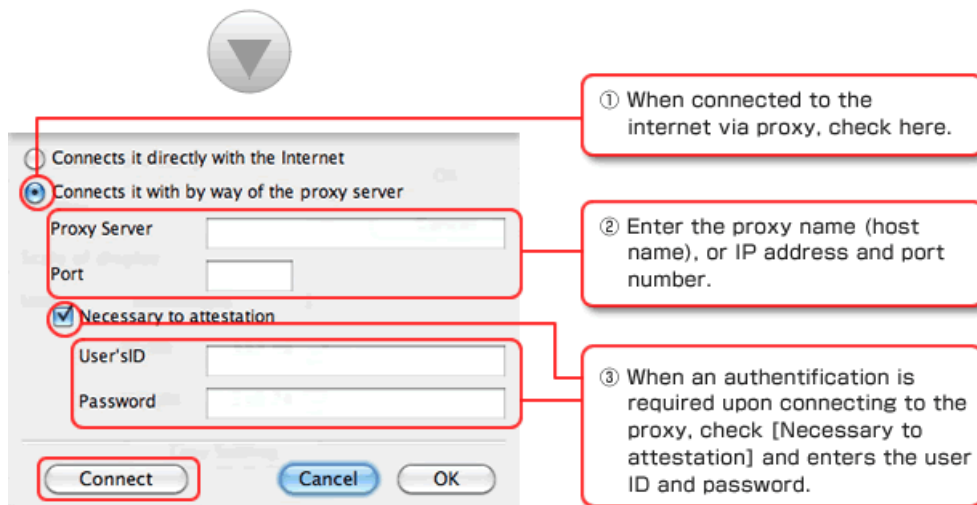 Connects it directly with the Internet
Connects it with by way of the proxy server
Proxy Server
Port
Necessary to attestation
User'sID
Password
Connect
Cancel
OK
① When connected to the
internet via proxy, check here.
② Enter the proxy name (host
name), or IP address and port
number.
③ When an authentification is
required upon connecting to the
proxy, check [Necessary to
attestation] and enters the user
ID and password.